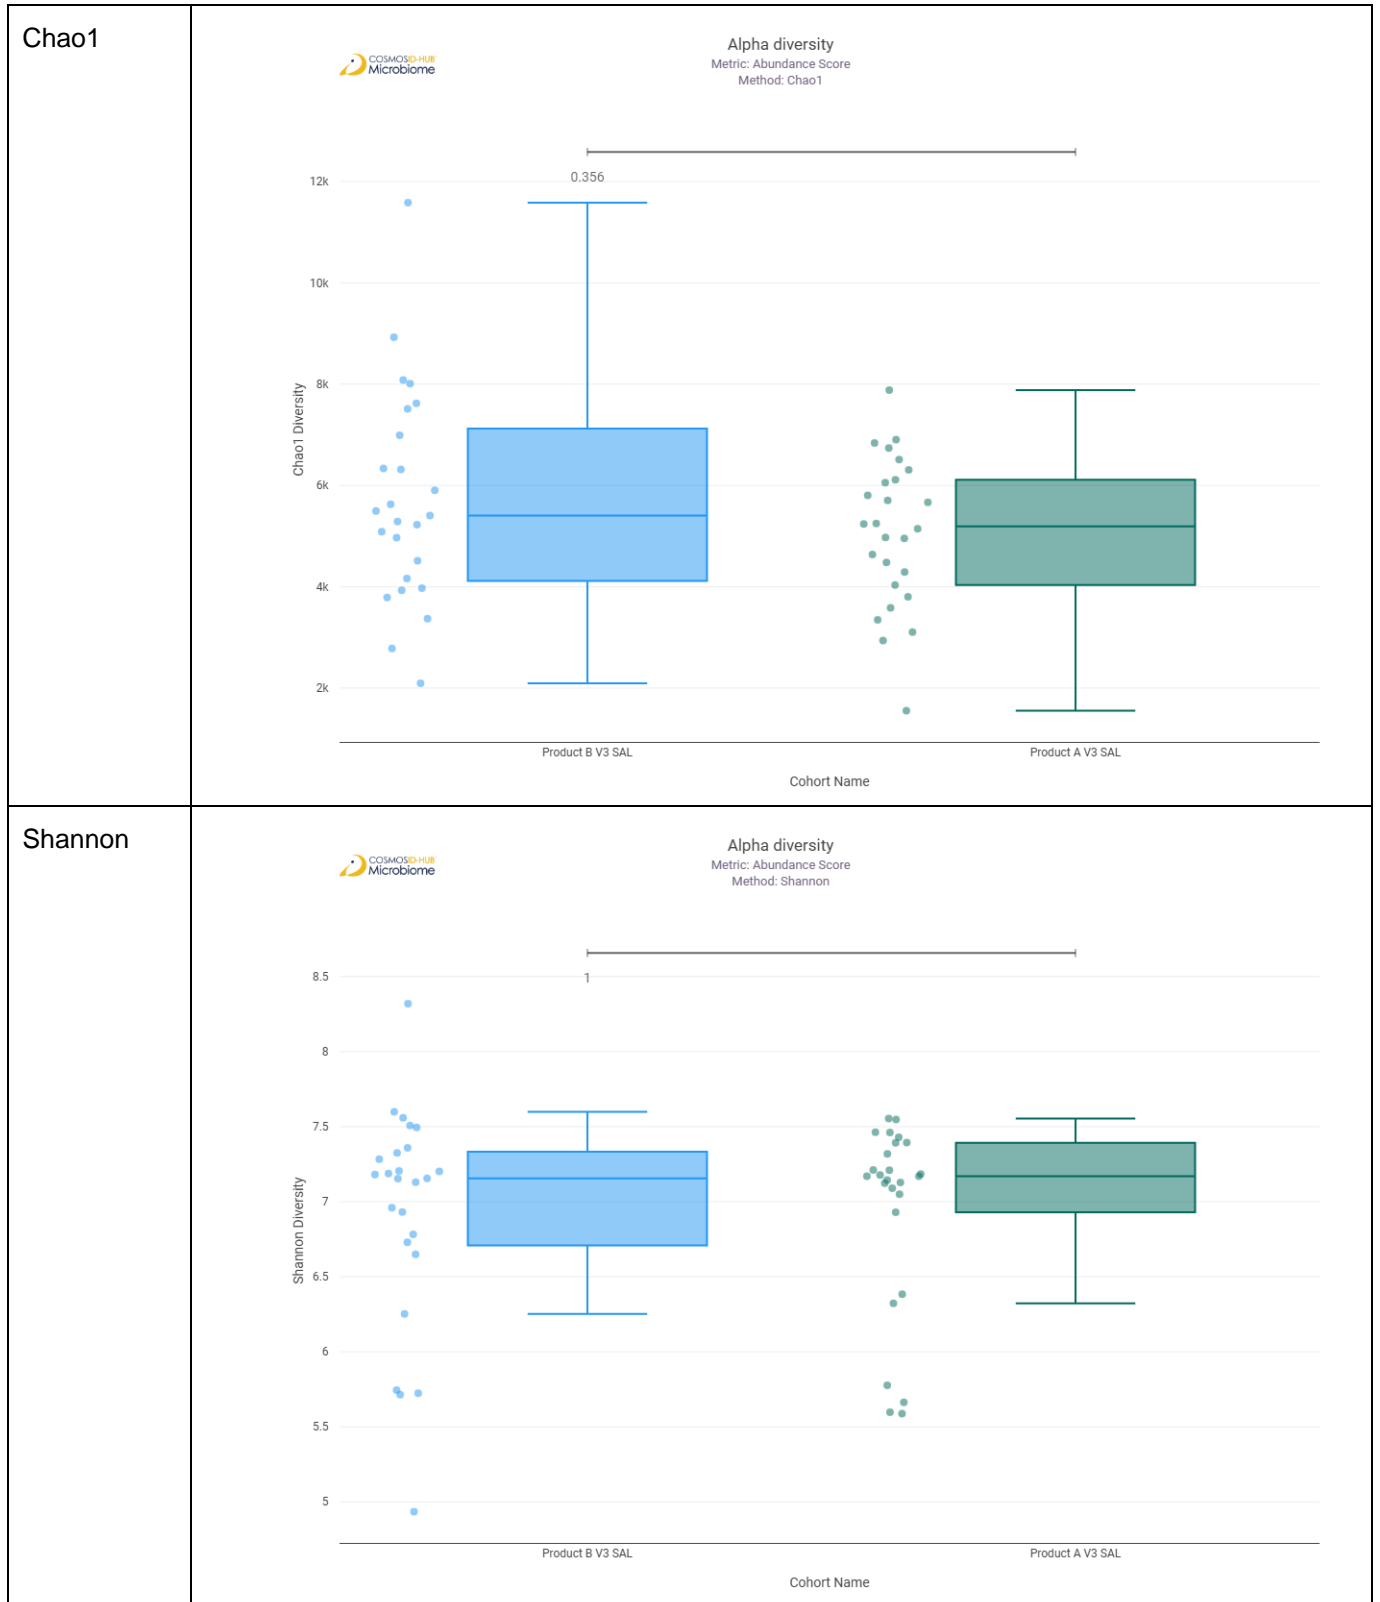 Chao1
COSMOSID-HUB
Microbiome
Alpha diversity
Metric: Abundance Score
Method: Chao1
0.356
12k
10k
8k
6k
4k
2k
Chao1 Diversity
Product B V3 SAL
Product A V3 SAL
Cohort Name
Shannon
COSMOSID-HUB
Microbiome
Alpha diversity
Metric: Abundance Score
Method: Shannon
1
8.5
8
7.5
7
6.5
6
5.5
5
Shannon Diversity
Product B V3 SAL
Product A V3 SAL
Cohort Name